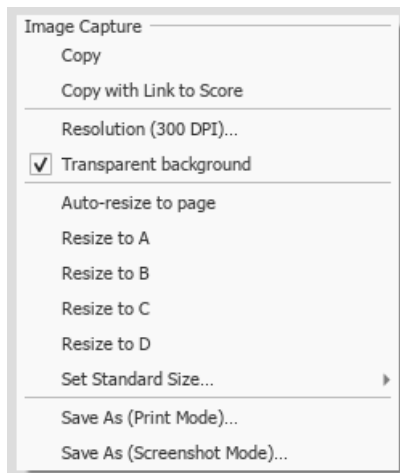 Image Capture
Copy
Copy with Link to Score
Resolution (300 DPI)...
Transparent background
Auto-resize to page
Resize to A
Resize to B
Resize to C
Resize to D
Set Standard Size...
Save As (Print Mode)...
Save As (Screenshot Mode)...